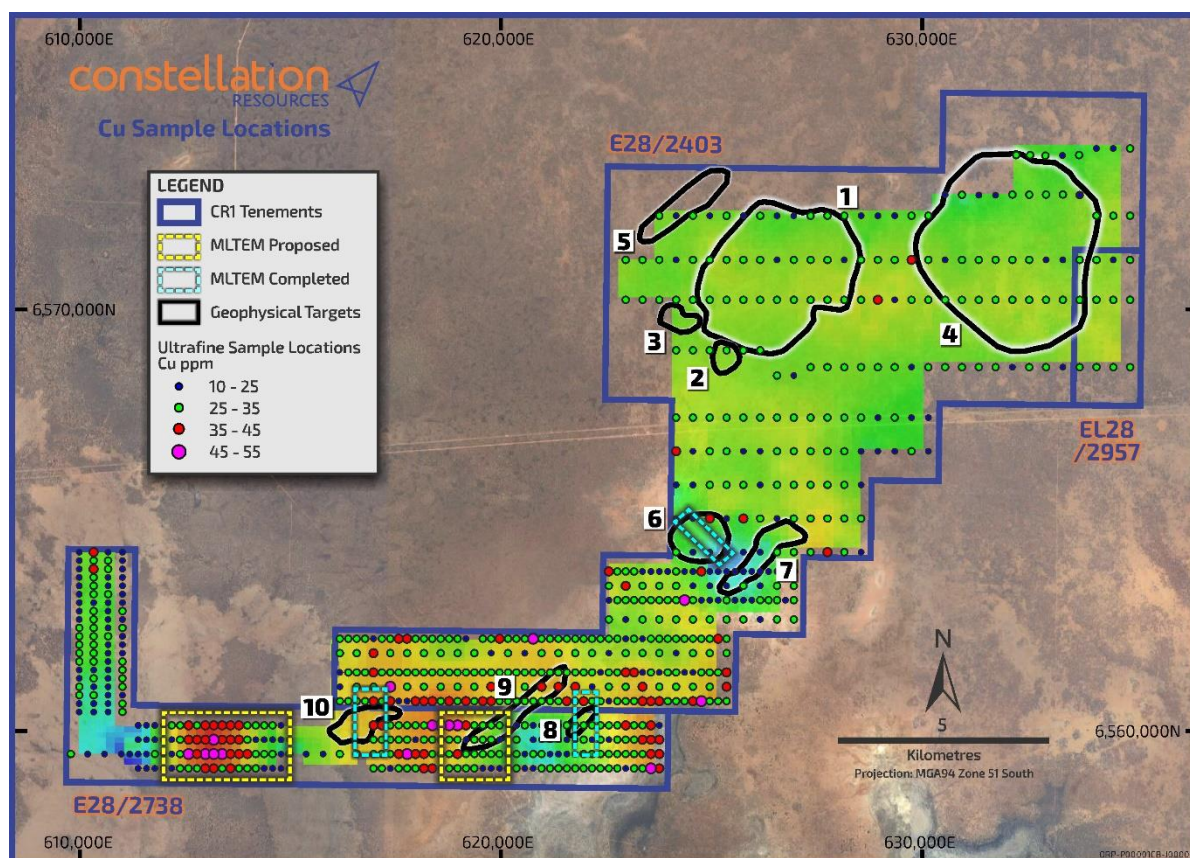 610,000E
620,000E
630,000E
constellation
RESOURCES
Cu Sample Locations
E28/2403
LEGEND
CR1 Tenements
MLTEM Proposed
MLTEM Completed
Geophysical Targets
Ultrafine Sample Locations
Cu ppm
10 - 25
25 - 35
35 - 45
45 - 55
1
5
6,570,000N
3
4
2
EL28
/2957
6
7
N
9
10
8
5
Kilometres
Projection: MGA94 Zone 51 South
6,560,000N
E28/2738
610,000E
620,000E
630,000E